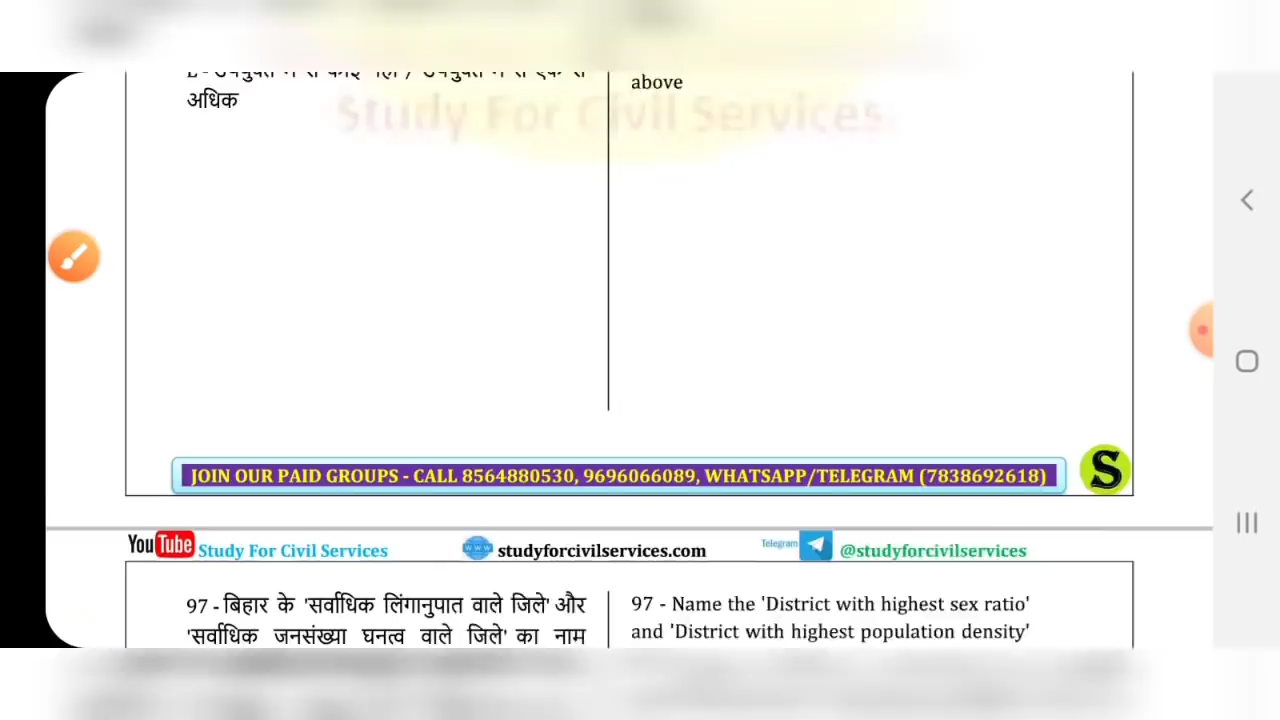 above
अधिक
Study For Civil Services
JOIN OUR PAID GROUPS - CALL 8564880530, 9696066089, WHATSAPP/TELEGRAM (7838692618)
S
YouTube Study For Civil Services
WWW studyforcivilservices.com
Telegram @studyforcivilservices
97 - बिहार के 'सर्वाधिक लिंगानुपात वाले जिले' और
'सर्वाधिक जनसंख्या घनत्व वाले जिले' का नाम
97 - Name the 'District with highest sex ratio'
and 'District with highest population density'